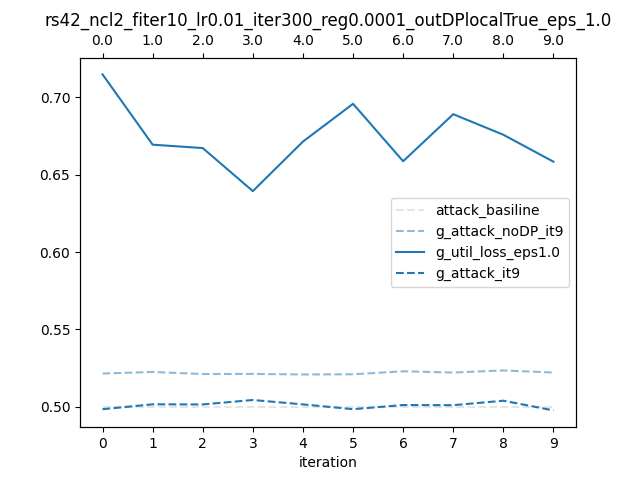 rs42_ncl2_fiter10_lr0.01_iter300_reg0.0001_outDPlocalTrue_eps_1.0
0.0 1.0 2.0 3.0 4.0 5.0 6.0 7.0 8.0 9.0
0.70
0.65
0.60
0.55
0.50
attack_basiline
g_attack_noDP_it9
g_util_loss_eps1.0
g_attack_it9
0 1 2 3 4 5 6 7 8 9
iteration